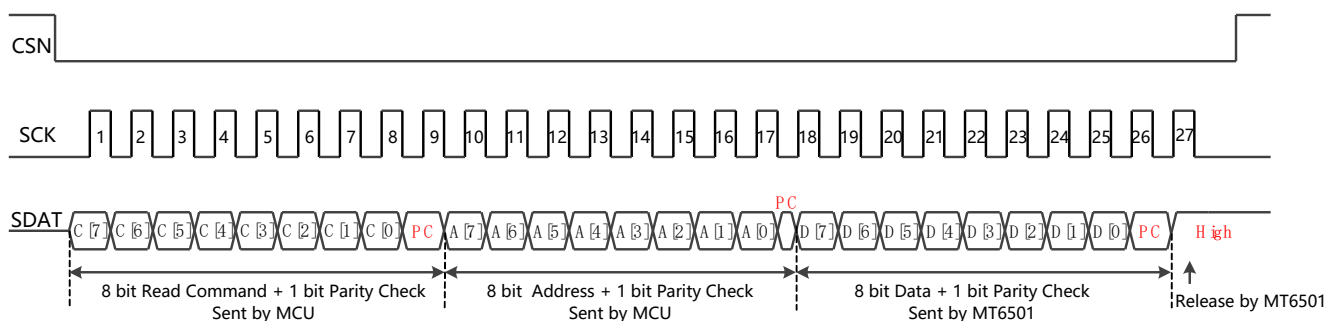 CSN
SCK
1 2 3 4 5 6 7 8 9 10 11 12 13 14 15 16 17 18 19 20 21 22 23 24 25 26 27
PC
SDAT C[7] C[6] C[5] C[4] C[3] C[2] C[1] C[0] PC A[7] A[6] A[5] A[4] A[3] A[2] A[1] A[0] D[7] D[6] D[5] D[4] D[3] D[2] D[1] D[0] PC High
8 bit Read Command + 1 bit Parity Check
Sent by MCU
8 bit Address + 1 bit Parity Check
Sent by MCU
8 bit Data + 1 bit Parity Check
Sent by MT6501
Release by MT6501